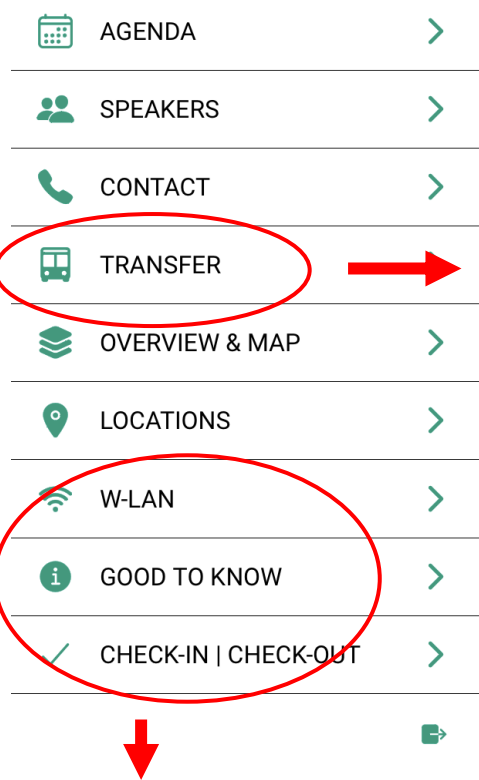 AGENDA
SPEAKERS
CONTACT
TRANSFER
OVERVIEW & MAP
LOCATIONS
W-LAN
GOOD TO KNOW
CHECK-IN | CHECK-OUT